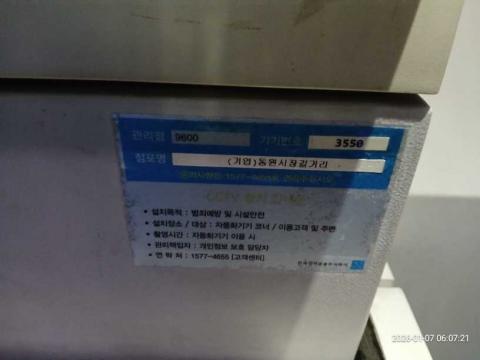 관리점 9600 기기번호 3550
점포명 (기업)동원시장길거리
CCTV 설치 안내
• 설치목적 : 범죄예방 및 시설안전
• 설치장소 / 대상 : 자동화기기 코너 / 이용고객 및 주변
• 촬영시간 : 자동화기기 이용 시
• 관리책임자 : 개인정보 보호 담당자
• 연 락 처 : 1577-4655 [고객센터]
2026-01-07 06:07:21